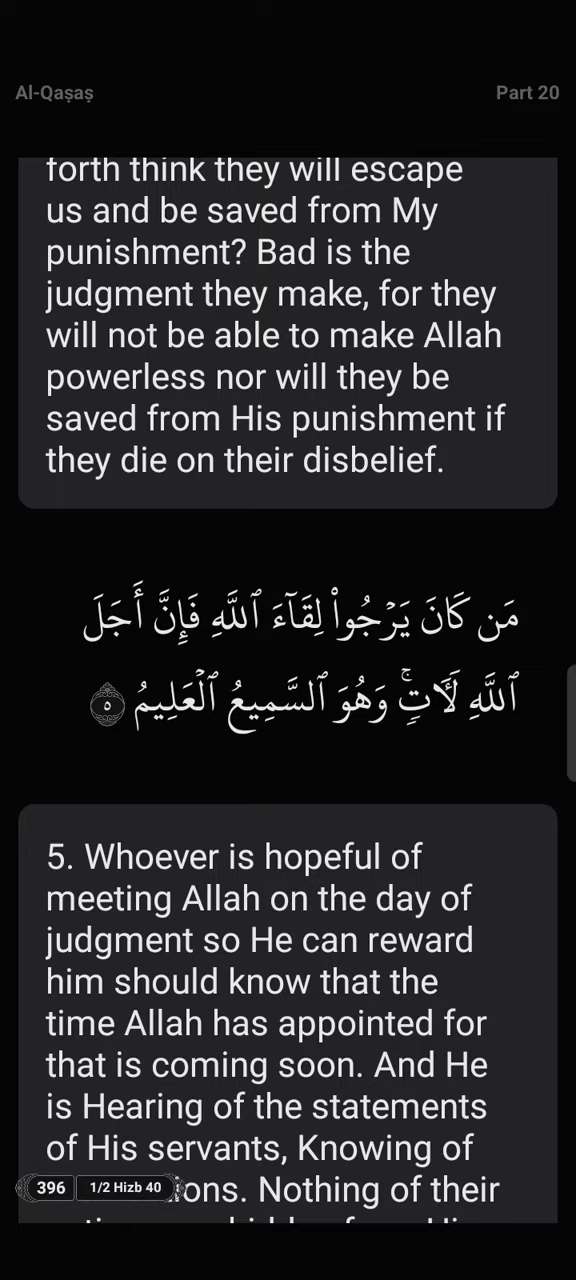 Al-Qaṣaṣ
Part 20
forth think they will escape
us and be saved from My
punishment? Bad is the
judgment they make, for they
will not be able to make Allah
powerless nor will they be
saved from His punishment if
they die on their disbelief.
مَن كَانَ يَرْجُوا۟ لِقَآءَ ٱللَّهِ فَإِنَّ أَجَلَ
ٱللَّهِ لَـَٔاتٍۢ ۚ وَهُوَ ٱلسَّمِيعُ ٱلْعَلِيمُ ٥
5. Whoever is hopeful of
meeting Allah on the day of
judgment so He can reward
him should know that the
time Allah has appointed for
that is coming soon. And He
is Hearing of the statements
of His servants, Knowing of
ions. Nothing of their
396
1/2 Hizb 40